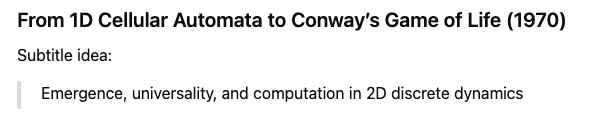 From 1D Cellular Automata to Conway’s Game of Life (1970)
Subtitle idea:
Emergence, universality, and computation in 2D discrete dynamics